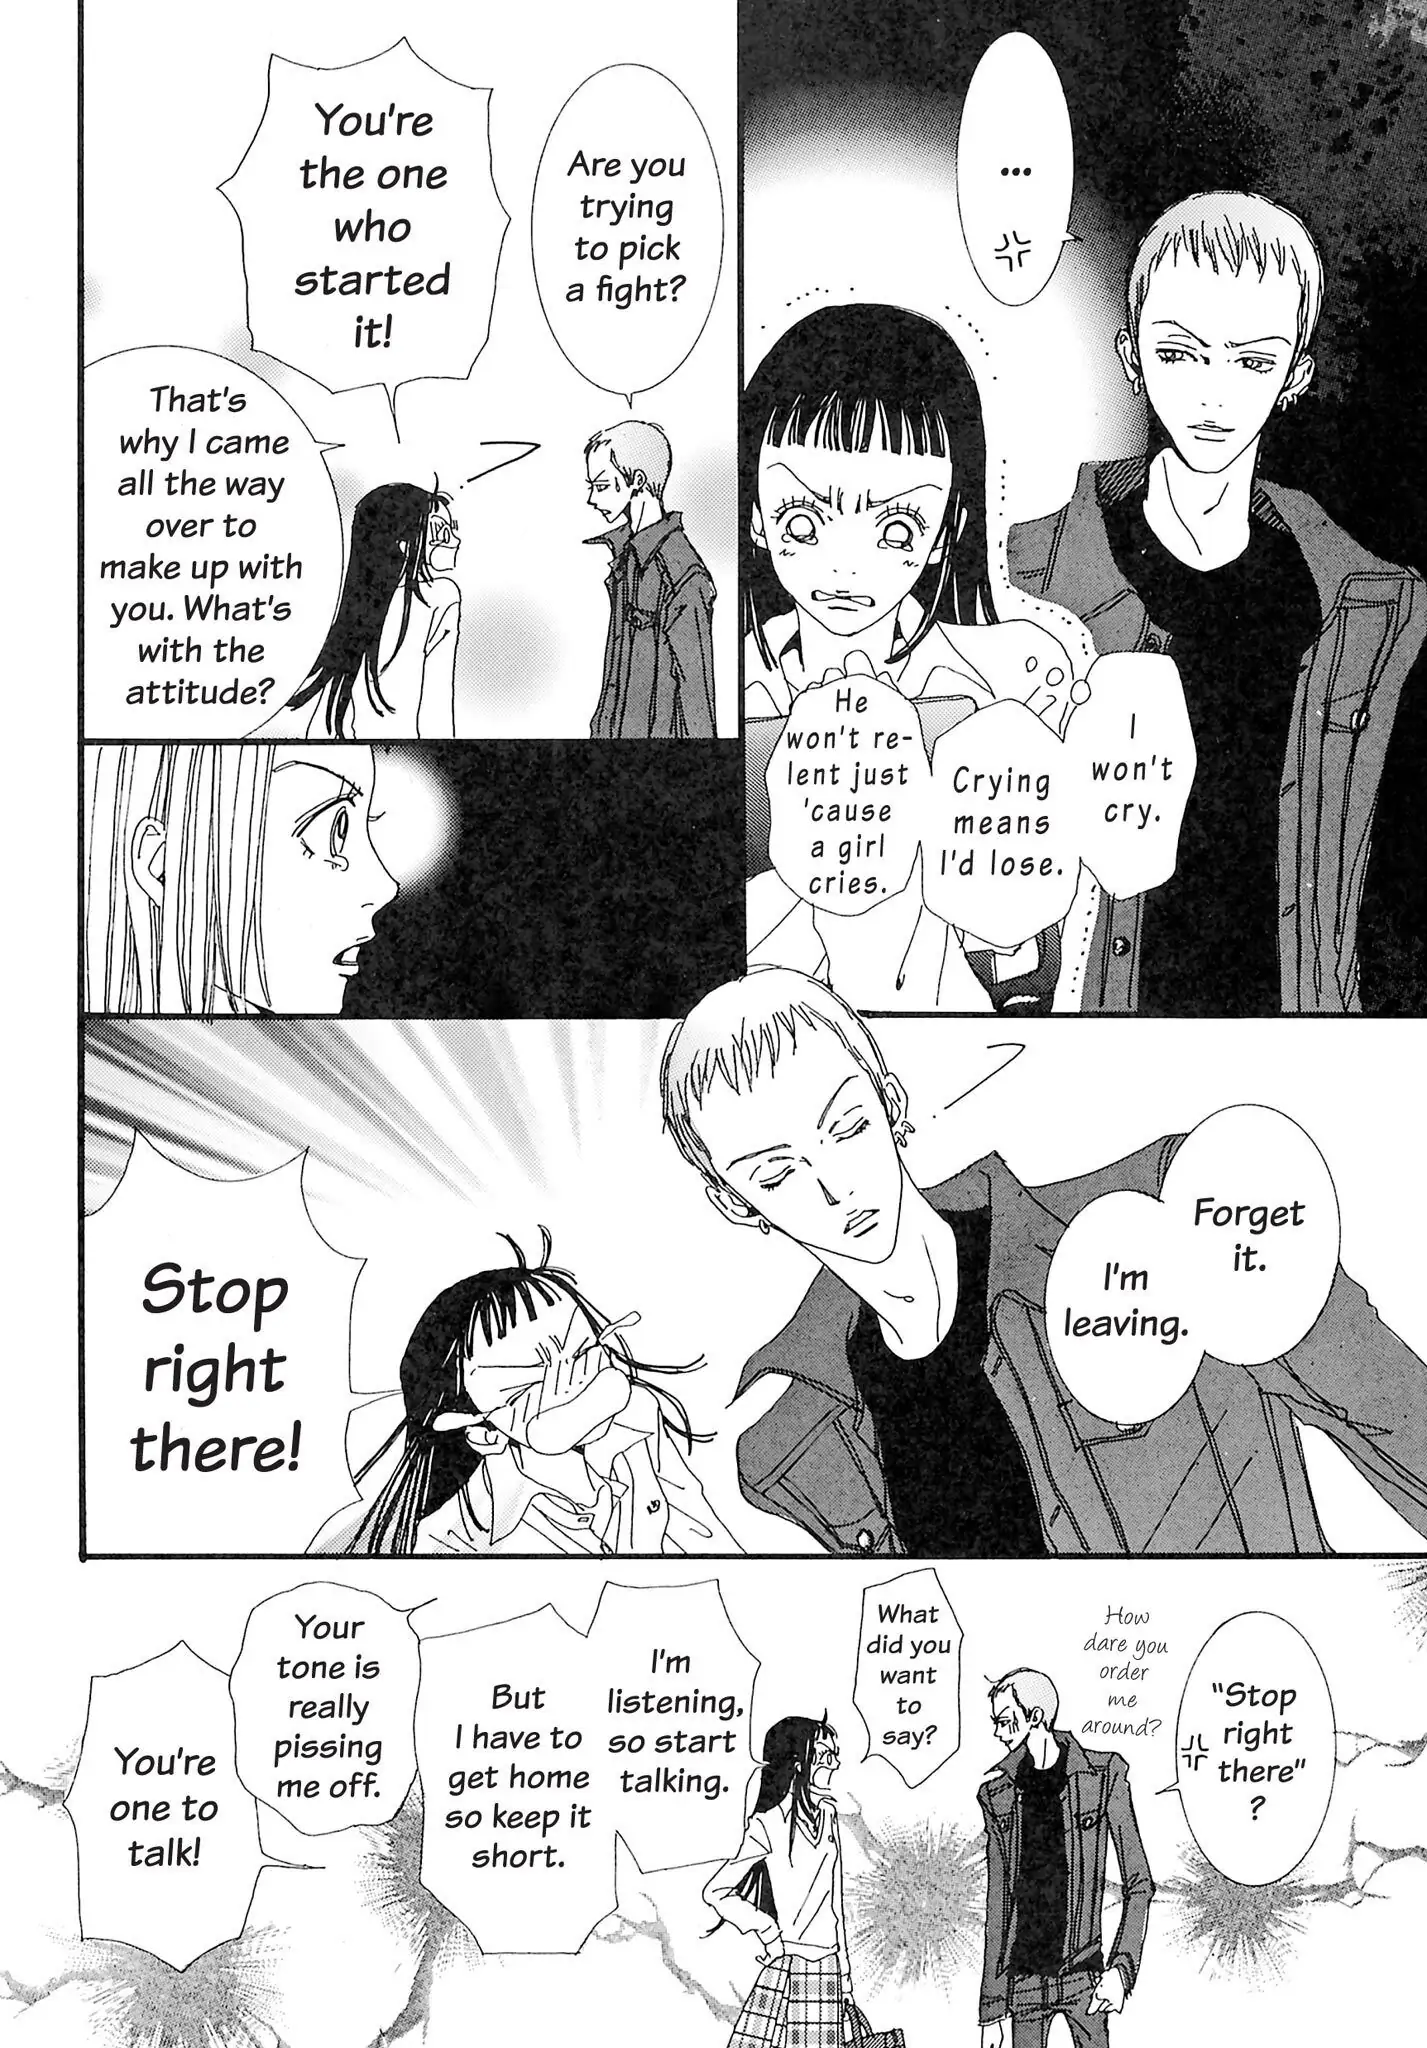 ...
I
won't
cry.
Crying
means
I'd lose.
He
won't re-
lent just
'cause
a girl
cries.
Are you
trying
to pick
a fight?
You're
the one
who
started
it!
That's
why I came
all the way
over to
make up with
you. What's
with the
attitude?
Forget
it.
I'm
leaving.
Stop
right
there!
"Stop
right
there"
?
How
dare you
order
me
around?
What
did you
want
to
say?
I'm
listening,
so start
talking.
But
I have to
get home
so keep it
short.
Your
tone is
really
pissing
me off.
You're
one to
talk!